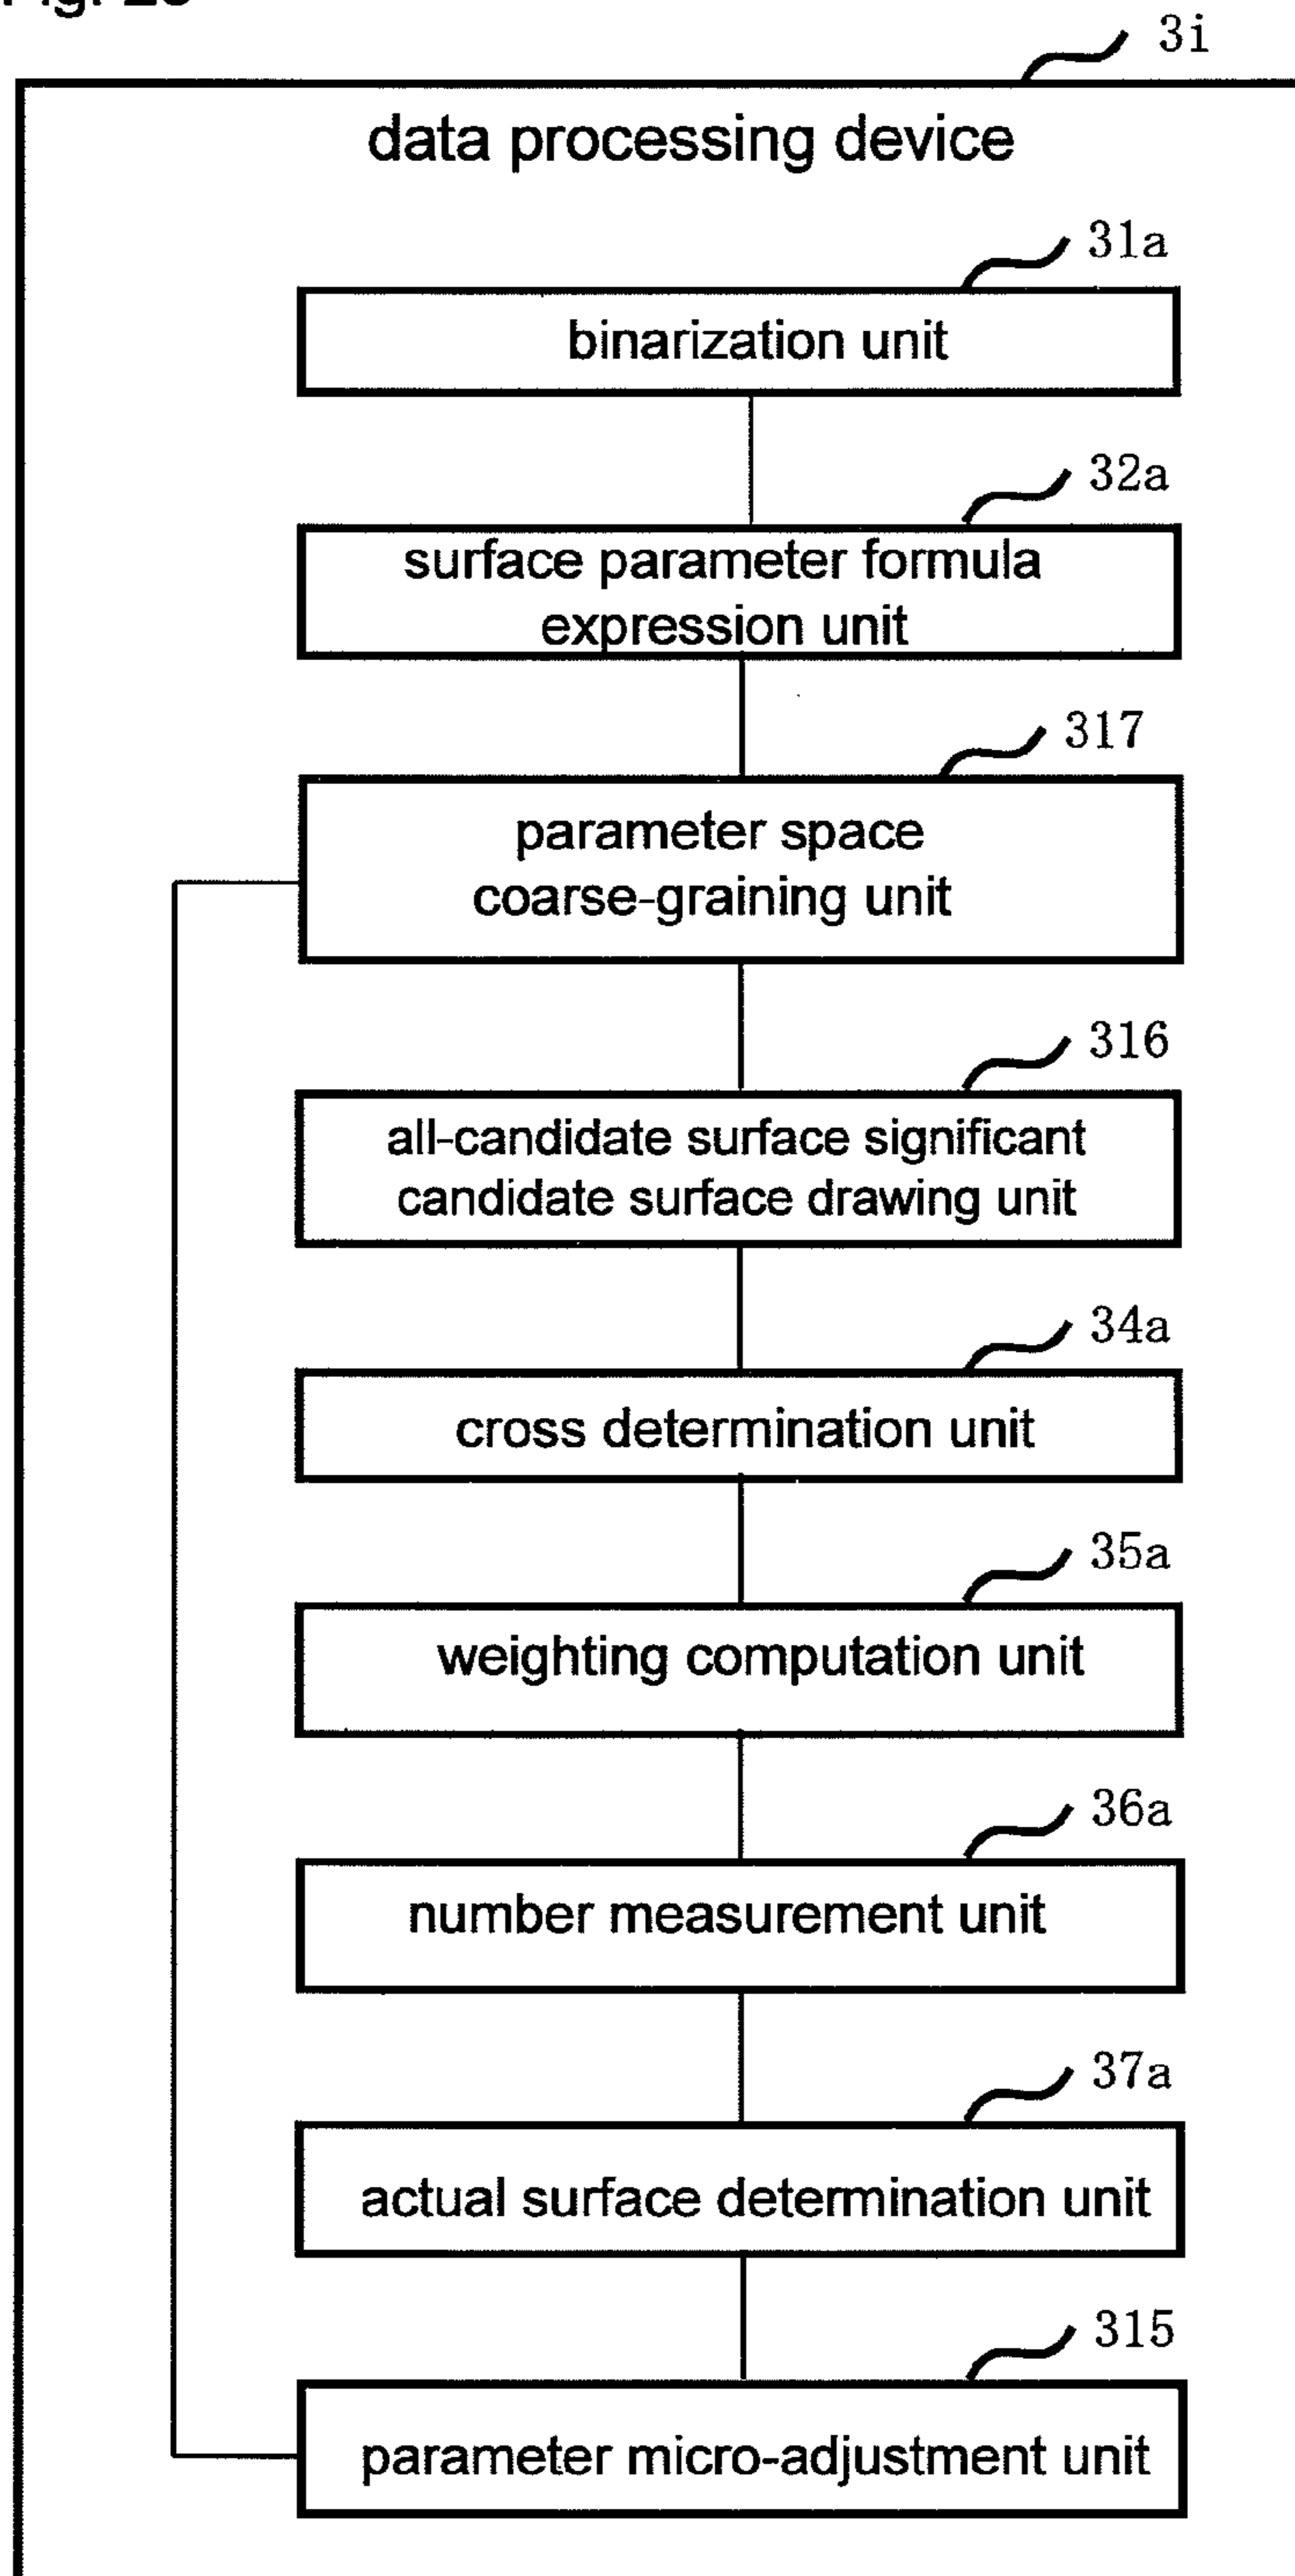 3i
data processing device
31a
binarization unit
32a
surface parameter formula
expression unit
317
parameter space
coarse-graining unit
316
all-candidate surface significant
candidate surface drawing unit
34a
cross determination unit
35a
weighting computation unit
36a
number measurement unit
37a
actual surface determination unit
315
parameter micro-adjustment unit